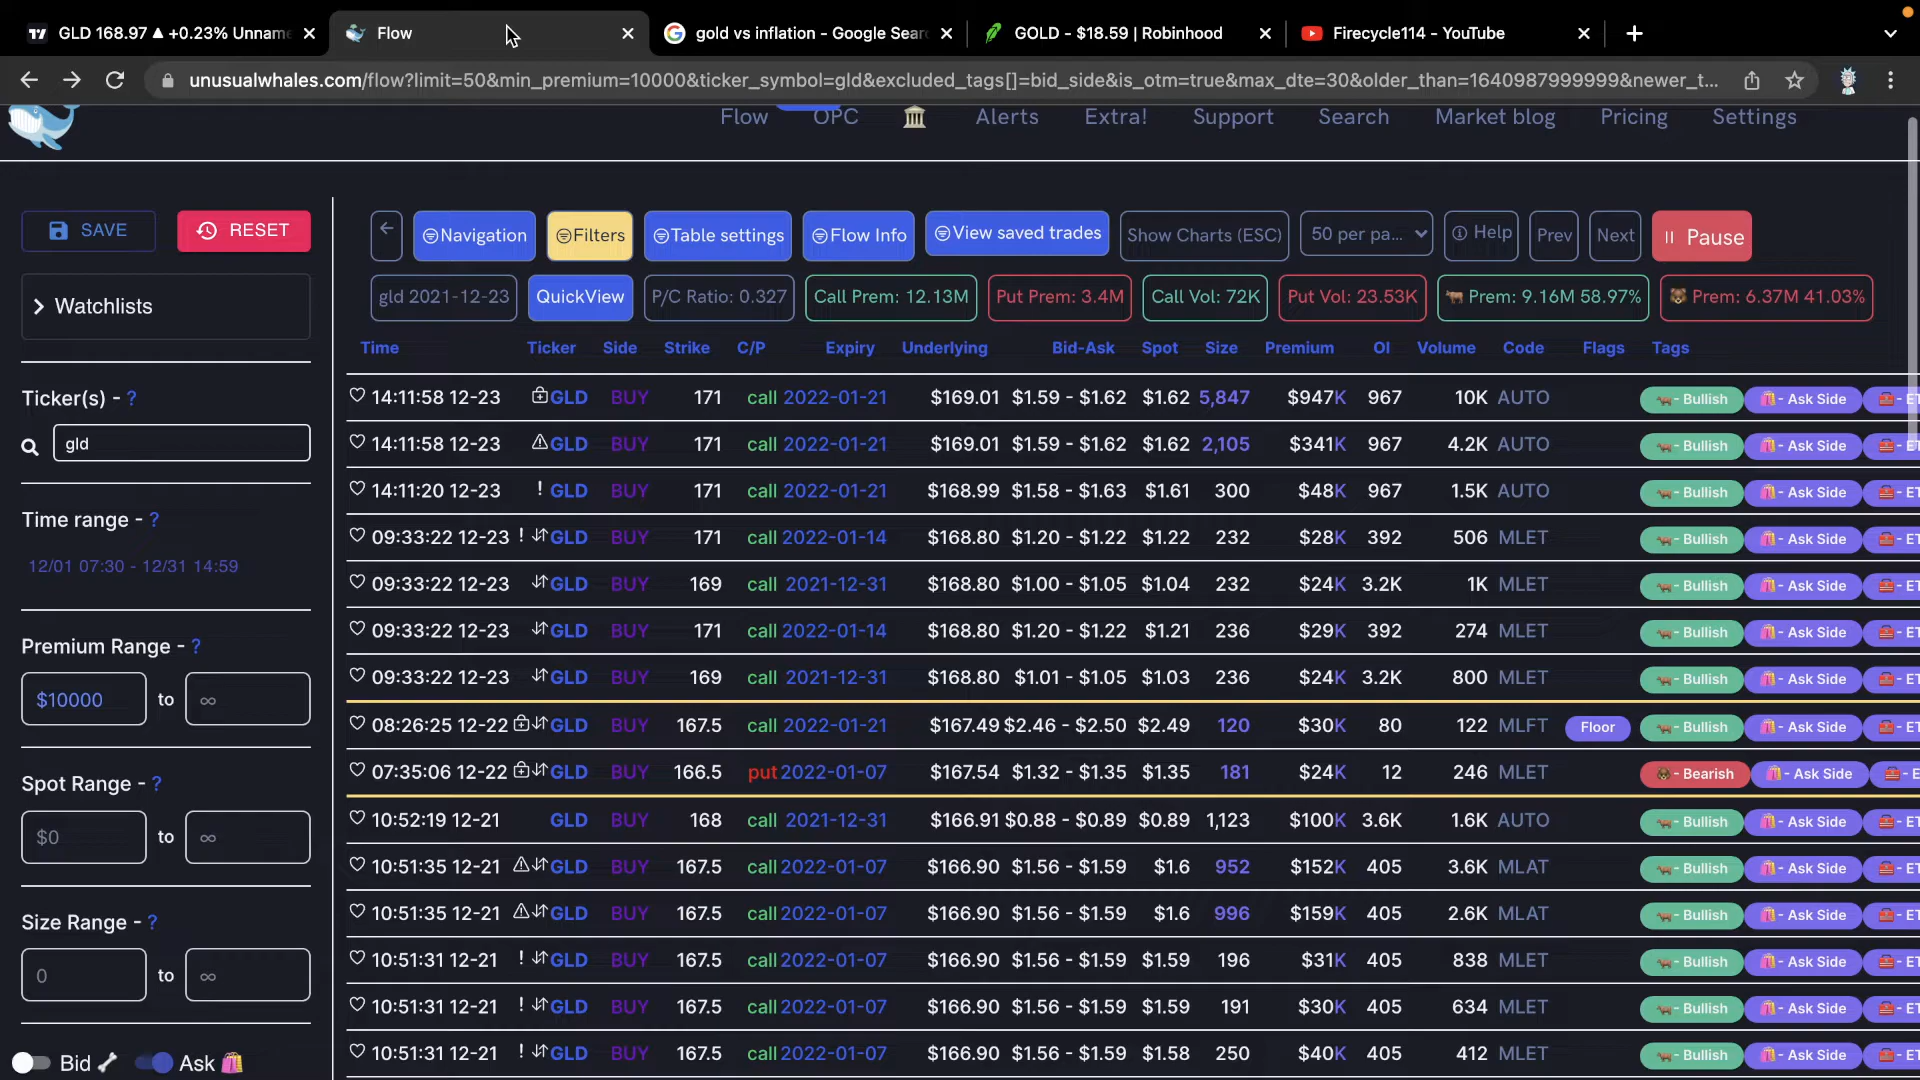 GLD 168.97 ▲ +0.23% Unname
Flow
gold vs inflation - Google Sear
GOLD - $18.59 | Robinhood
Firecycle114 - YouTube
unusualwhales.com/flow?limit=50&min_premium=10000&ticker_symbol=gld&excluded_tags[]=bid_side&is_otm=true&max_dte=30&older_than=1640987999999&newer_t...
Flow OPC Alerts Extra! Support Search Market blog Pricing Settings
SAVE RESET
Navigation Filters Table settings Flow Info View saved trades Show Charts (ESC) 50 per pa... Help Prev Next Pause
gld 2021-12-23 QuickView P/C Ratio: 0.327 Call Prem: 12.13M Put Prem: 3.4M Call Vol: 72K Put Vol: 23.53K 🐂 Prem: 9.16M 58.97% 🐻 Prem: 6.37M 41.03%
Watchlists
Ticker(s) - ?
gld
Time range - ?
12/01 07:30 - 12/31 14:59
Premium Range - ?
$10000 to ∞
Spot Range - ?
$0 to ∞
Size Range - ?
0 to ∞
Bid Ask
Time Ticker Side Strike C/P Expiry Underlying Bid-Ask Spot Size Premium OI Volume Code Flags Tags
14:11:58 12-23 GLD BUY 171 call 2022-01-21 $169.01 $1.59 - $1.62 $1.62 5,847 $947K 967 10K AUTO - Bullish - Ask Side - ET
14:11:58 12-23 GLD BUY 171 call 2022-01-21 $169.01 $1.59 - $1.62 $1.62 2,105 $341K 967 4.2K AUTO - Bullish - Ask Side - ET
14:11:20 12-23 ! GLD BUY 171 call 2022-01-21 $168.99 $1.58 - $1.63 $1.61 300 $48K 967 1.5K AUTO - Bullish - Ask Side - ET
09:33:22 12-23 ! GLD BUY 171 call 2022-01-14 $168.80 $1.20 - $1.22 $1.22 232 $28K 392 506 MLET - Bullish - Ask Side - ET
09:33:22 12-23 GLD BUY 169 call 2021-12-31 $168.80 $1.00 - $1.05 $1.04 232 $24K 3.2K 1K MLET - Bullish - Ask Side - ET
09:33:22 12-23 GLD BUY 171 call 2022-01-14 $168.80 $1.20 - $1.22 $1.21 236 $29K 392 274 MLET - Bullish - Ask Side - ET
09:33:22 12-23 GLD BUY 169 call 2021-12-31 $168.80 $1.01 - $1.05 $1.03 236 $24K 3.2K 800 MLET - Bullish - Ask Side - ET
08:26:25 12-22 GLD BUY 167.5 call 2022-01-21 $167.49 $2.46 - $2.50 $2.49 120 $30K 80 122 MLFT Floor - Bullish - Ask Side - ET
07:35:06 12-22 GLD BUY 166.5 put 2022-01-07 $167.54 $1.32 - $1.35 $1.35 181 $24K 12 246 MLET - Bearish - Ask Side - E
10:52:19 12-21 GLD BUY 168 call 2021-12-31 $166.91 $0.88 - $0.89 $0.89 1,123 $100K 3.6K 1.6K AUTO - Bullish - Ask Side - ET
10:51:35 12-21 GLD BUY 167.5 call 2022-01-07 $166.90 $1.56 - $1.59 $1.6 952 $152K 405 3.6K MLAT - Bullish - Ask Side - ET
10:51:35 12-21 GLD BUY 167.5 call 2022-01-07 $166.90 $1.56 - $1.59 $1.6 996 $159K 405 2.6K MLAT - Bullish - Ask Side - ET
10:51:31 12-21 ! GLD BUY 167.5 call 2022-01-07 $166.90 $1.56 - $1.59 $1.59 196 $31K 405 838 MLET - Bullish - Ask Side - ET
10:51:31 12-21 ! GLD BUY 167.5 call 2022-01-07 $166.90 $1.56 - $1.59 $1.59 191 $30K 405 634 MLET - Bullish - Ask Side - ET
10:51:31 12-21 ! GLD BUY 167.5 call 2022-01-07 $166.90 $1.56 - $1.59 $1.58 250 $40K 405 412 MLET - Bullish - Ask Side - ET